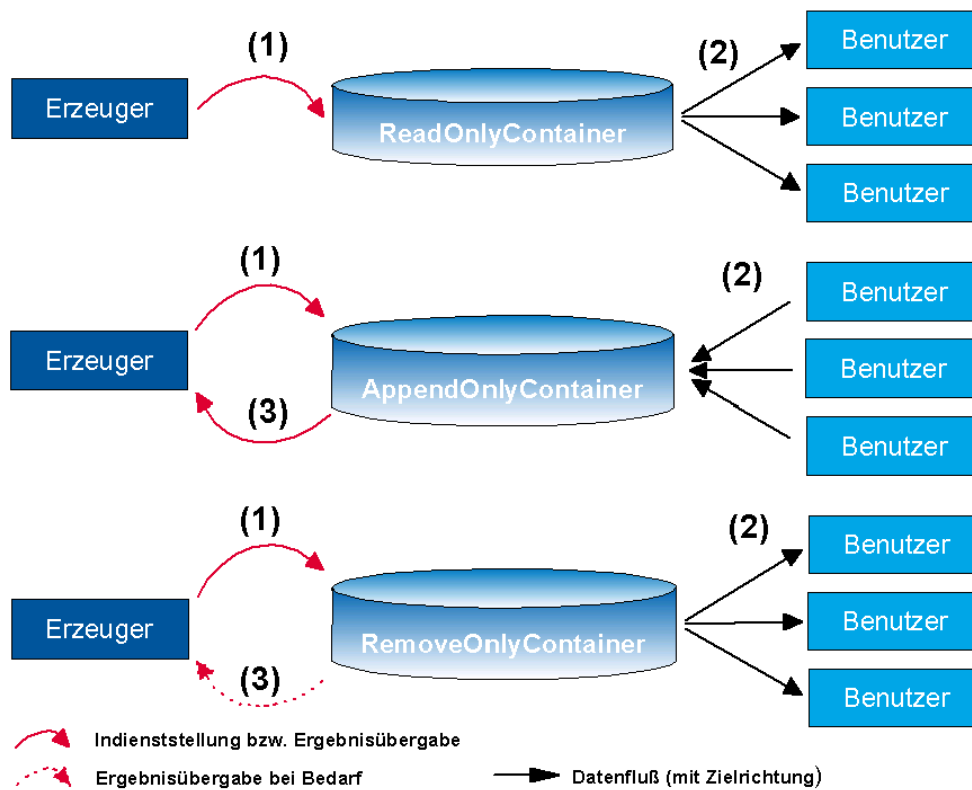 (1)
(2)
Benutzer
Erzeuger
ReadOnlyContainer
Benutzer
Benutzer
(1)
(2)
Benutzer
Erzeuger
AppendOnlyContainer
Benutzer
(3)
Benutzer
(1)
(2)
Benutzer
Erzeuger
RemoveOnlyContainer
Benutzer
(3)
Benutzer
Indienststellung bzw. Ergebnisübergabe
Ergebnisübergabe bei Bedarf
Datenfluß (mit Zielrichtung)